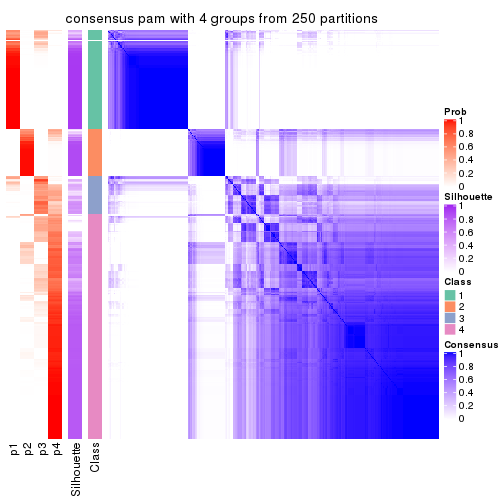 consensus pam with 4 groups from 250 partitions
Prob
1
0.8
0.6
0.4
0.2
0
Silhouette
1
0.8
0.6
0.4
0.2
0
Class
1
2
3
4
Consensus
1
0.8
0.6
0.4
0.2
0
p1
p2
p3
p4
Silhouette
Class